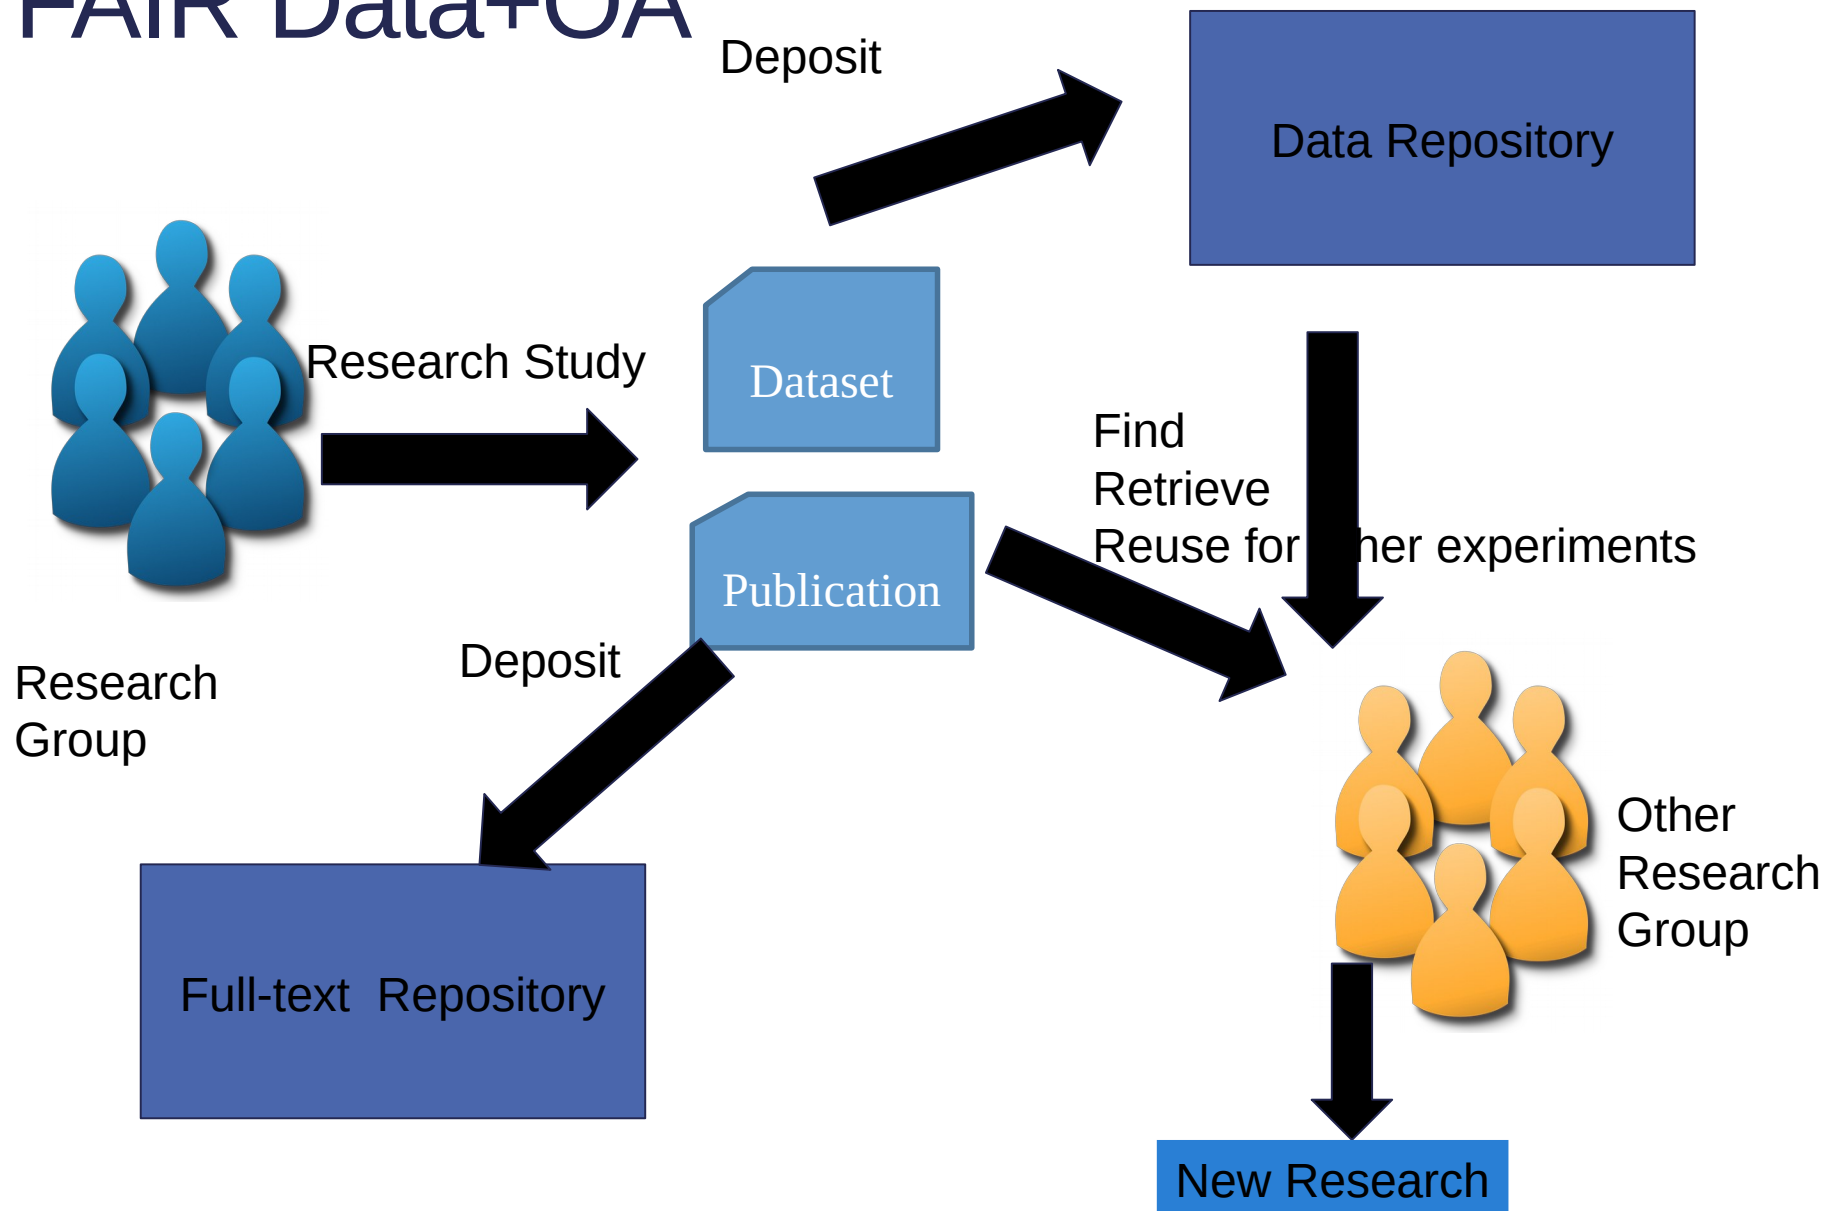 FAIR Data+OA
Deposit
Data Repository
Research Study
Dataset
Find
Retrieve
Reuse for other experiments
Publication
Deposit
Research
Group
Other
Research
Group
Full-text Repository
New Research